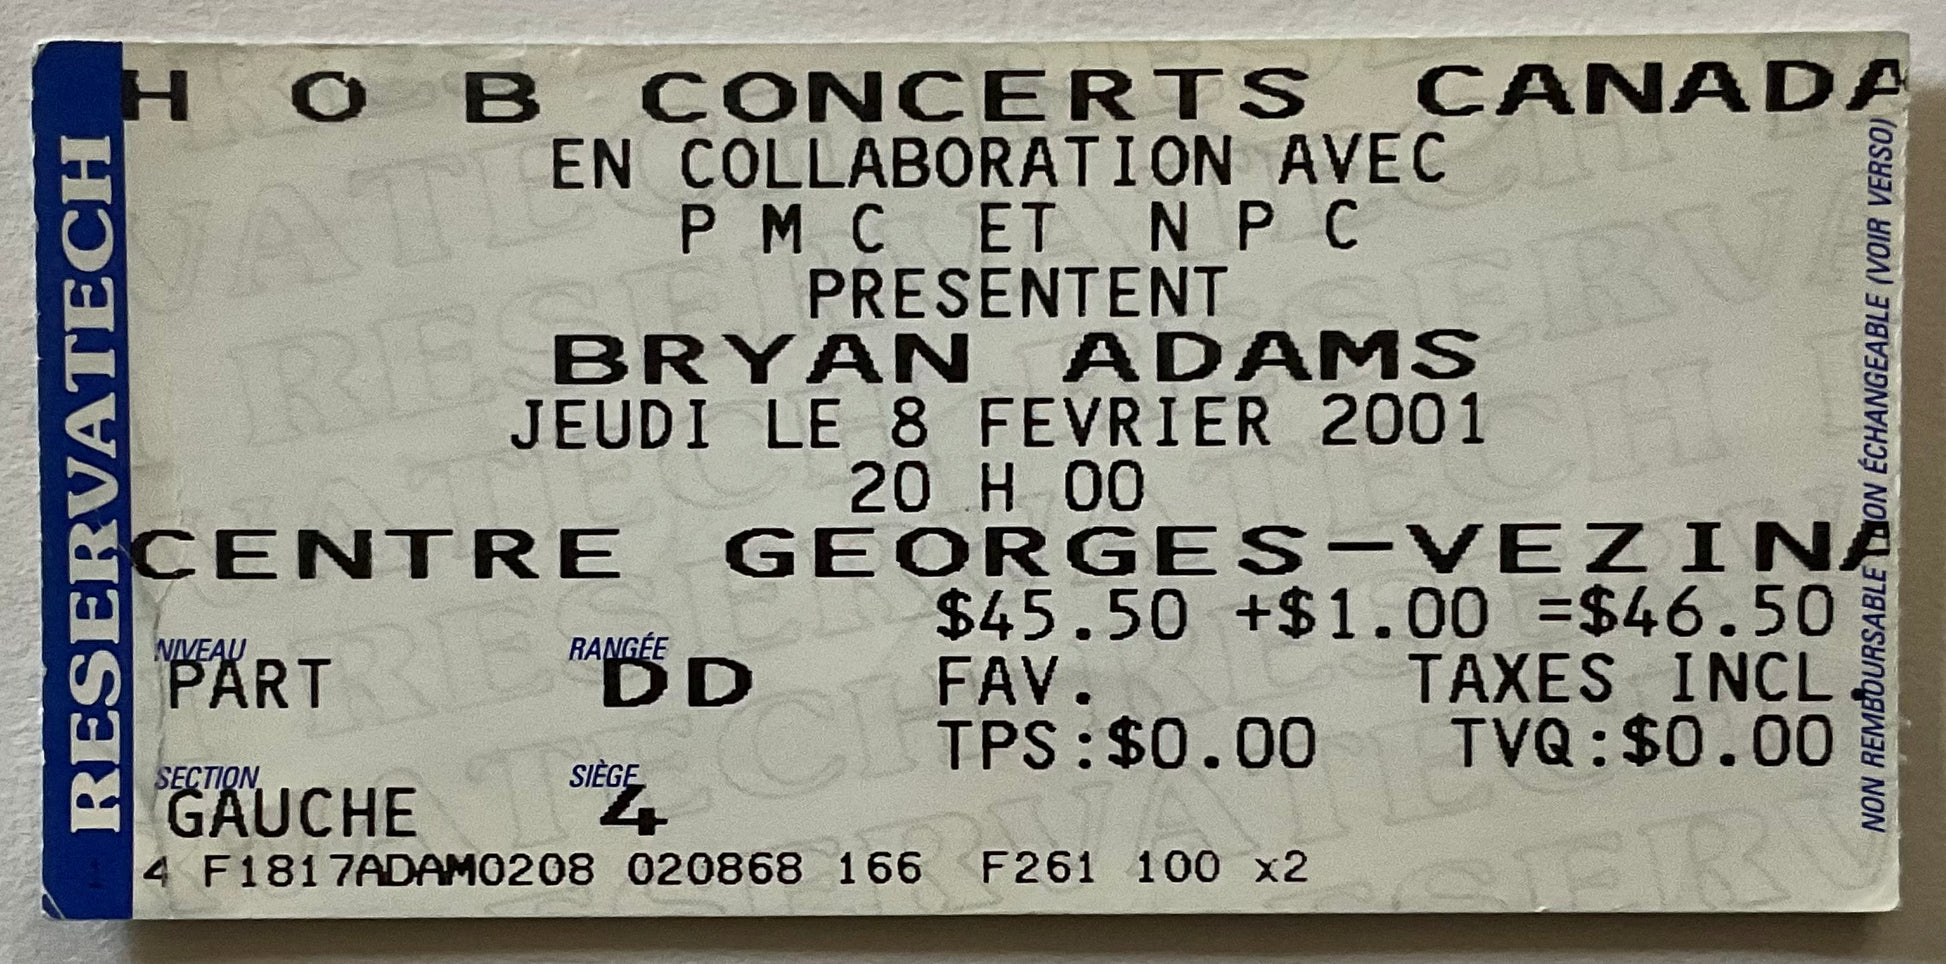 RESERVATECH
H O B CONCERTS CANADA
EN COLLABORATION AVEC
P M C ET N P C
PRESENTENT
BRYAN ADAMS
JEUDI LE 8 FEVRIER 2001
20 H 00
CENTRE GEORGES-VEZINA
$45.50 +$1.00 =$46.50
NIVEAU RANGÉE
PART DD FAV. TAXES INCL.
TPS:$0.00 TVQ:$0.00
SECTION SIÈGE
GAUCHE 4
1 4 F1817ADAM0208 020868 166 F261 100 x2
NON REMBOURSABLE NON ÉCHANGEABLE (VOIR VERSO)